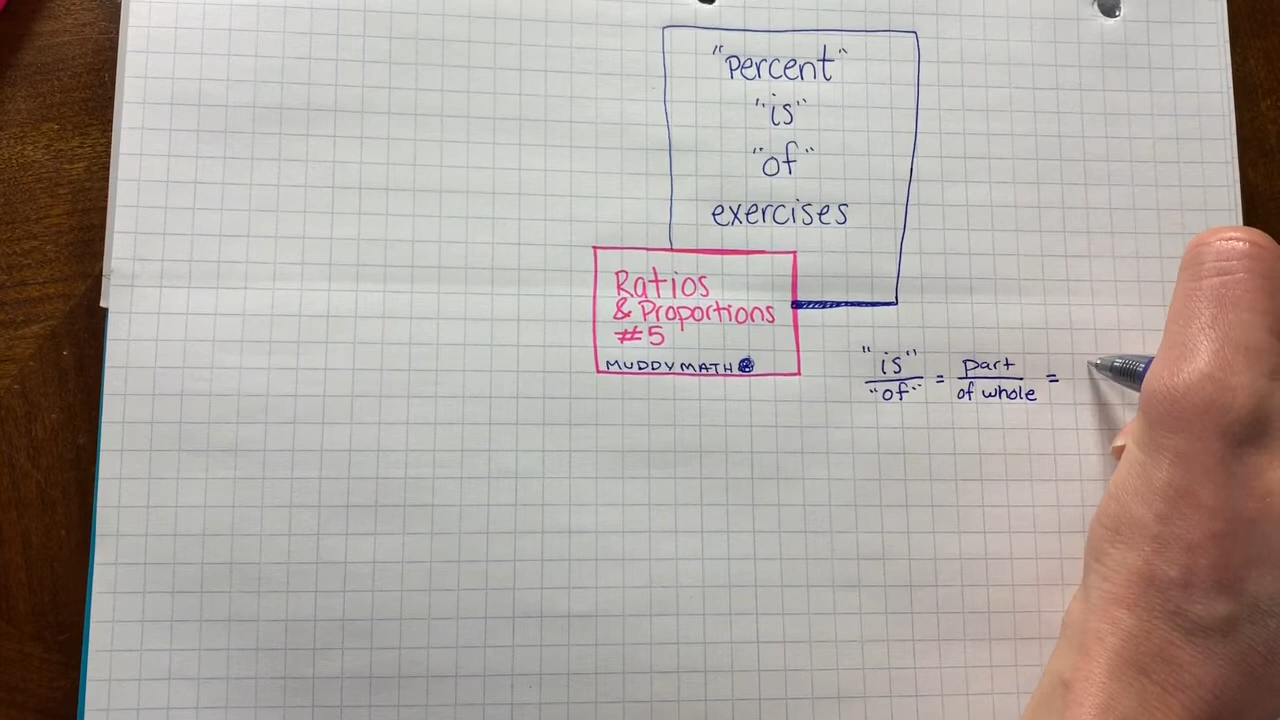 "percent"
"is"
"of"
exercises
Ratios
& Proportions
#5
MUDDYMATH
"is" / "of" = part / of whole =